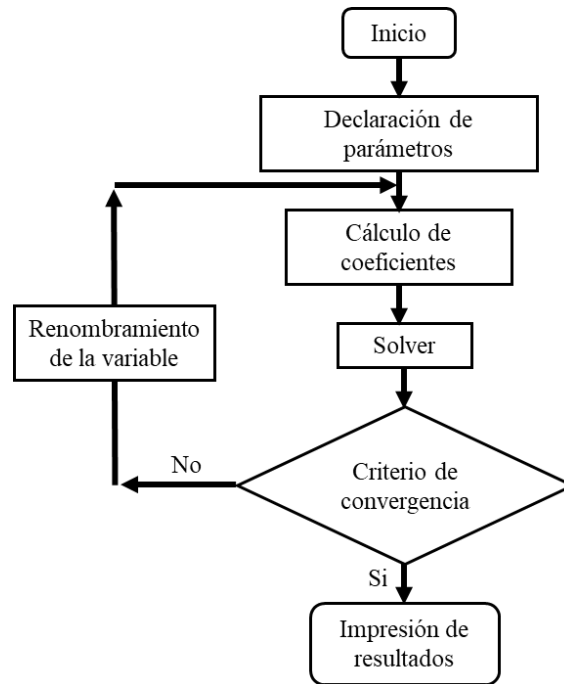 Inicio
Declaración de
parámetros
Cálculo de
coeficientes
Renombramiento
de la variable
Solver
No
Criterio de
convergencia
Si
Impresión de
resultados